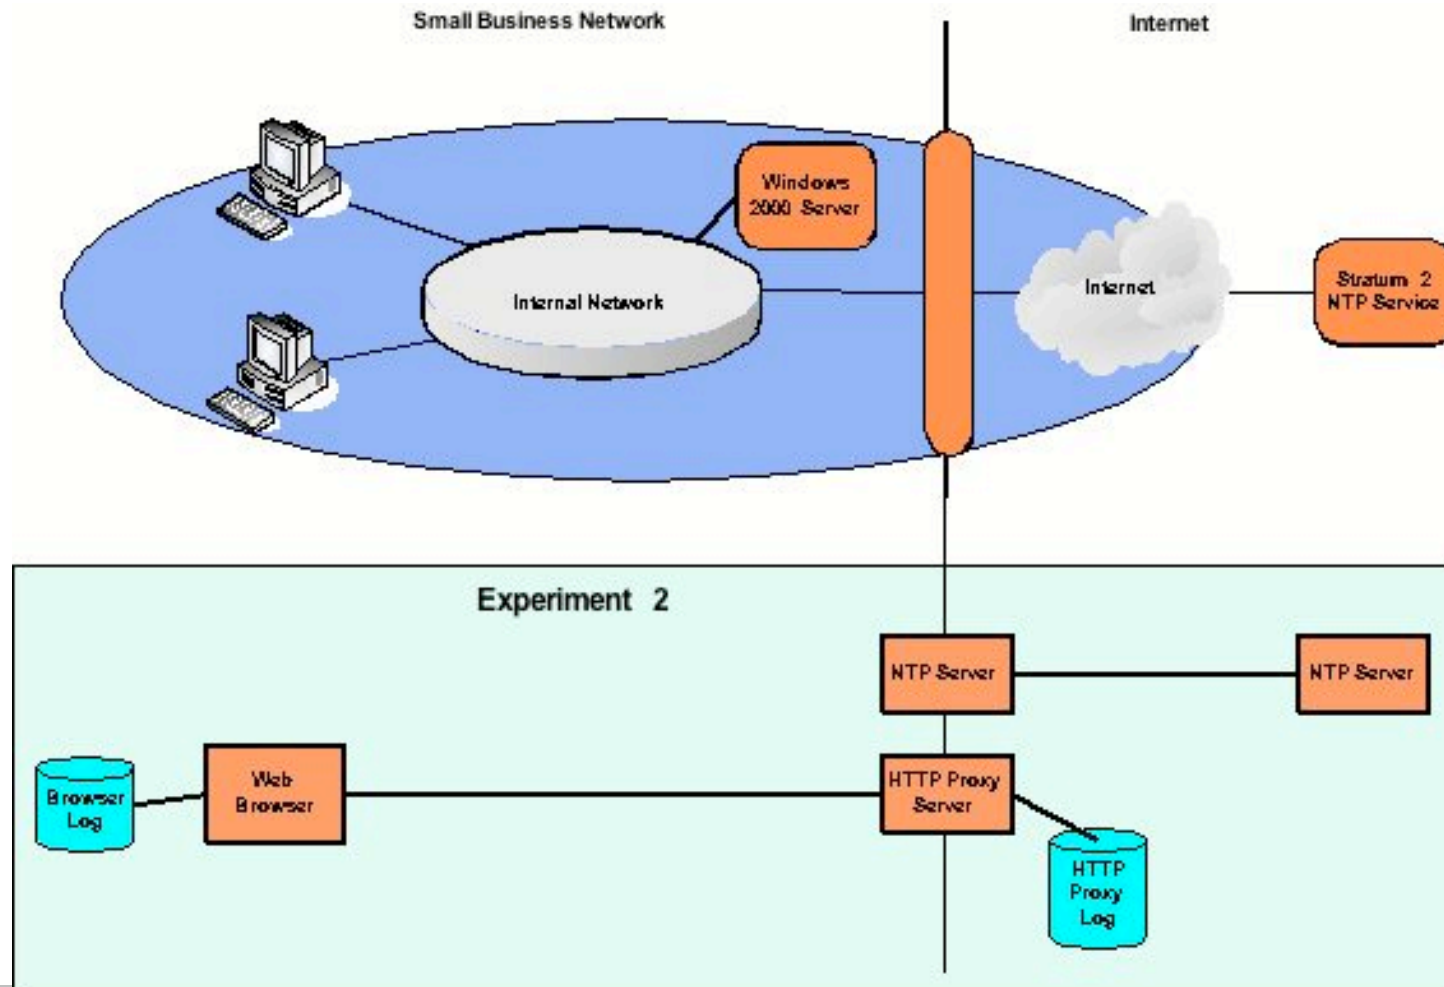 Small Business Network
Internet
Windows
2000 Server
Internal Network
Internet
Stratum 2
NTP Service
Experiment 2
NTP Server
NTP Server
Browser
Log
Web
Browser
HTTP Proxy
Server
HTTP
Proxy
Log